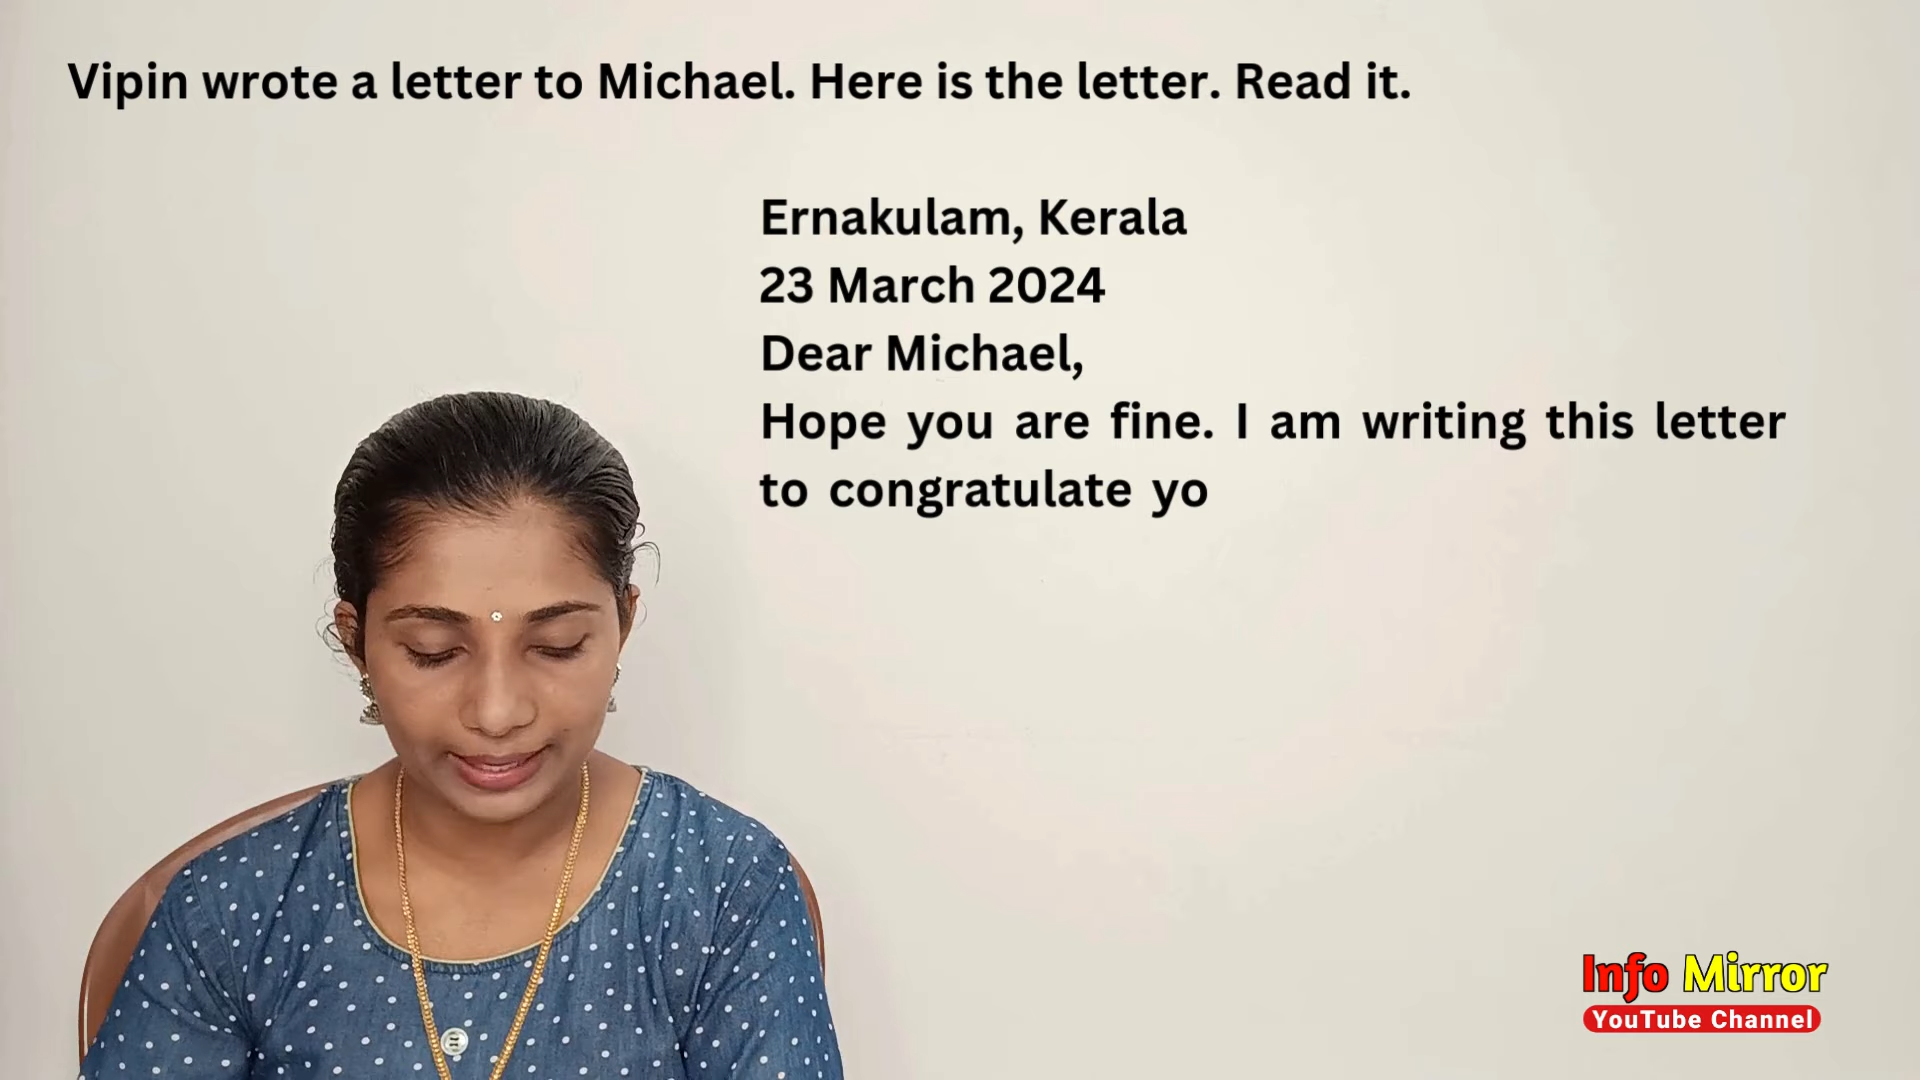 Vipin wrote a letter to Michael. Here is the letter. Read it.
Ernakulam, Kerala
23 March 2024
Dear Michael,
Hope you are fine. I am writing this letter
to congratulate yo
Info Mirror
YouTube Channel